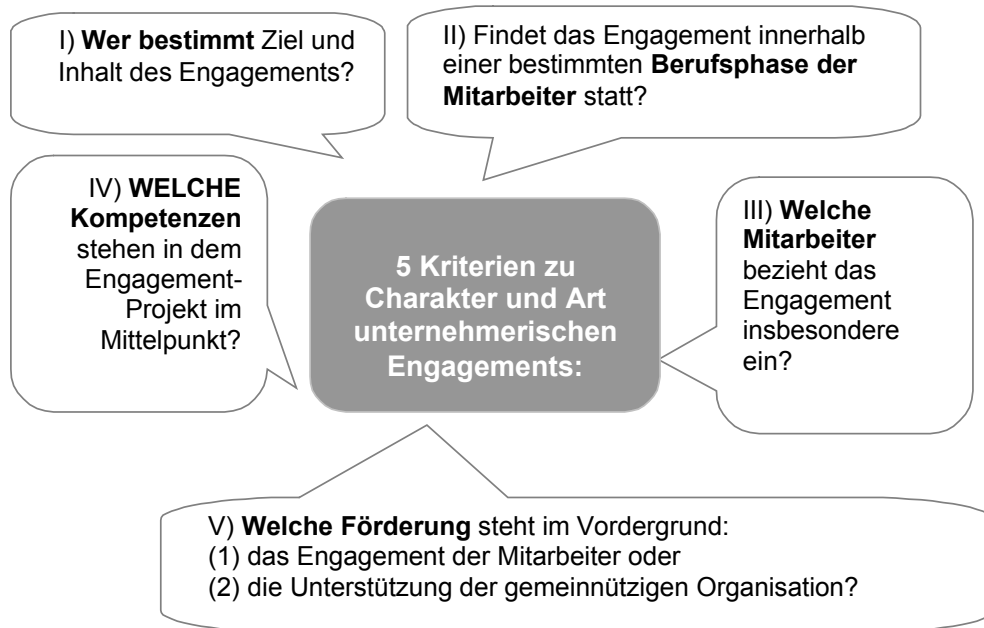 I) Wer bestimmt Ziel und
Inhalt des Engagements?
II) Findet das Engagement innerhalb
einer bestimmten Berufsphase der
Mitarbeiter statt?
IV) WELCHE
Kompetenzen
stehen in dem
Engagement-
Projekt im
Mittelpunkt?
5 Kriterien zu
Charakter und Art
unternehmerischen
Engagements:
III) Welche
Mitarbeiter
bezieht das
Engagement
insbesondere
ein?
V) Welche Förderung steht im Vordergrund:
(1) das Engagement der Mitarbeiter oder
(2) die Unterstützung der gemeinnützigen Organisation?